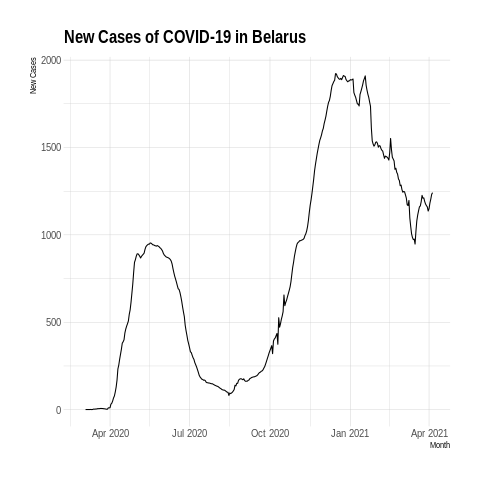 New Cases of COVID-19 in Belarus
New Cases
2000
1500
1000
500
0
Apr 2020 Jul 2020 Oct 2020 Jan 2021 Apr 2021
Month